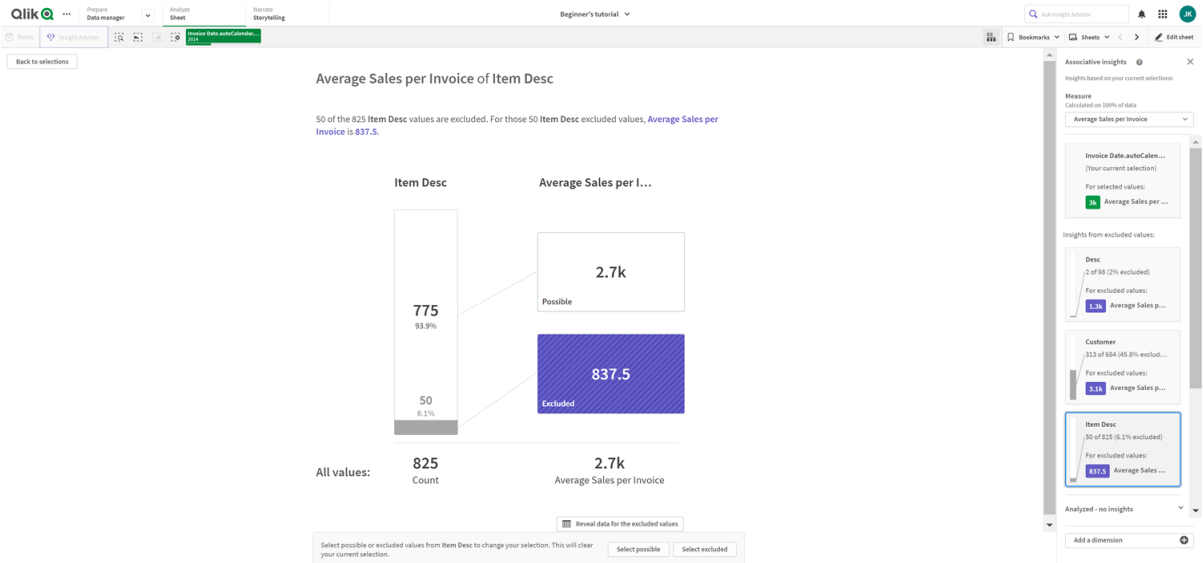 Qlik
Prepare
Data manager
Analyze
Sheet
Narrate
Storytelling
Beginner's tutorial
Ask Insight Advisor
JK
Notes
Insight Advisor
Invoice Date.autoCalendar....
2014
Bookmarks
Sheets
Edit sheet
Back to selections
Average Sales per Invoice of Item Desc
50 of the 825 Item Desc values are excluded. For those 50 Item Desc excluded values, Average Sales per
Invoice is 837.5.
Item Desc
Average Sales per I...
775
93.9%
50
6.1%
2.7k
Possible
837.5
Excluded
All values:
825
Count
2.7k
Average Sales per Invoice
Reveal data for the excluded values
Select possible or excluded values from Item Desc to change your selection. This will clear
your current selection.
Select possible
Select excluded
Associative insights
Insights based on your current selections:
Measure
Calculated on 100% of data
Average Sales per Invoice
Invoice Date.autoCalen...
(Your current selection)
For selected values:
3k Average Sales per ...
Insights from excluded values:
Desc
2 of 98 (2% excluded)
For excluded values:
1.3k Average Sales p...
Customer
313 of 684 (45.8% exclud...
For excluded values:
3.1k Average Sales p...
Item Desc
50 of 825 (6.1% excluded)
For excluded values:
837.5 Average Sales ...
Analyzed - no insights
Add a dimension